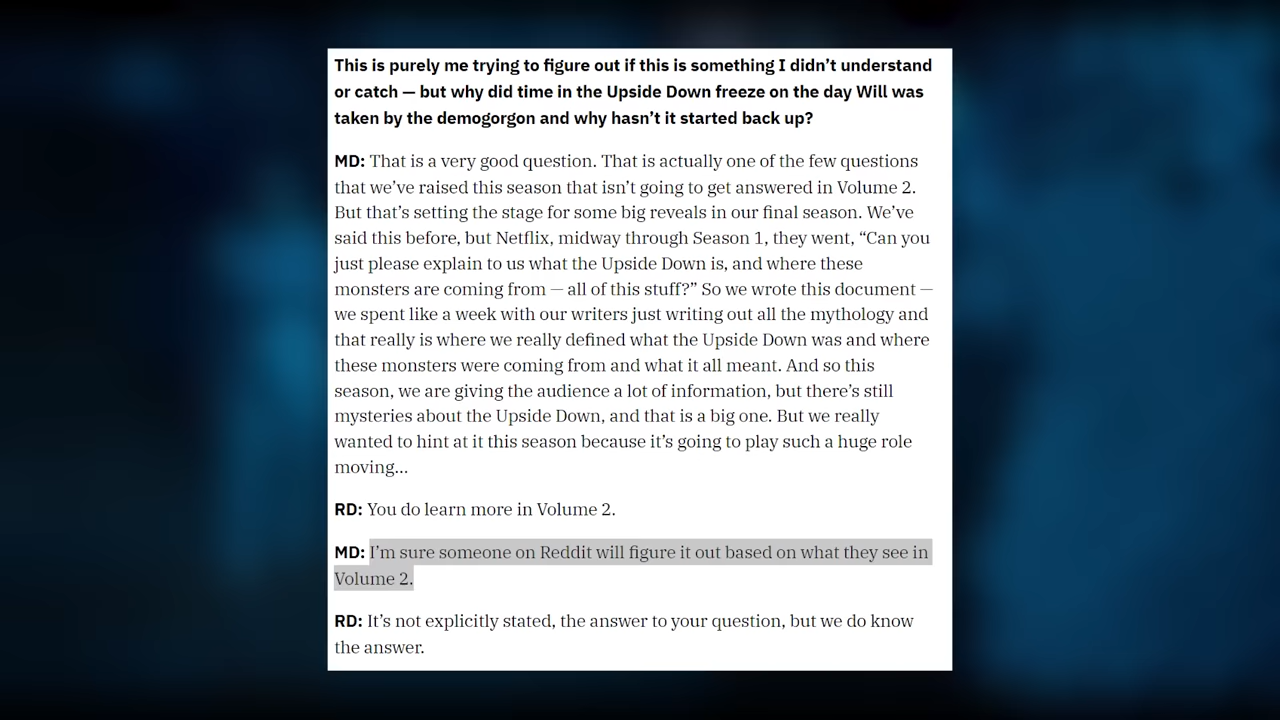 This is purely me trying to figure out if this is something I didn’t understand
or catch — but why did time in the Upside Down freeze on the day Will was
taken by the demogorgon and why hasn’t it started back up?
MD: That is a very good question. That is actually one of the few questions
that we’ve raised this season that isn’t going to get answered in Volume 2.
But that’s setting the stage for some big reveals in our final season. We’ve
said this before, but Netflix, midway through Season 1, they went, “Can you
just please explain to us what the Upside Down is, and where these
monsters are coming from — all of this stuff?” So we wrote this document —
we spent like a week with our writers just writing out all the mythology and
that really is where we really defined what the Upside Down was and where
these monsters were coming from and what it all meant. And so this
season, we are giving the audience a lot of information, but there’s still
mysteries about the Upside Down, and that is a big one. But we really
wanted to hint at it this season because it’s going to play such a huge role
moving…
RD: You do learn more in Volume 2.
MD: I’m sure someone on Reddit will figure it out based on what they see in
Volume 2.
RD: It’s not explicitly stated, the answer to your question, but we do know
the answer.